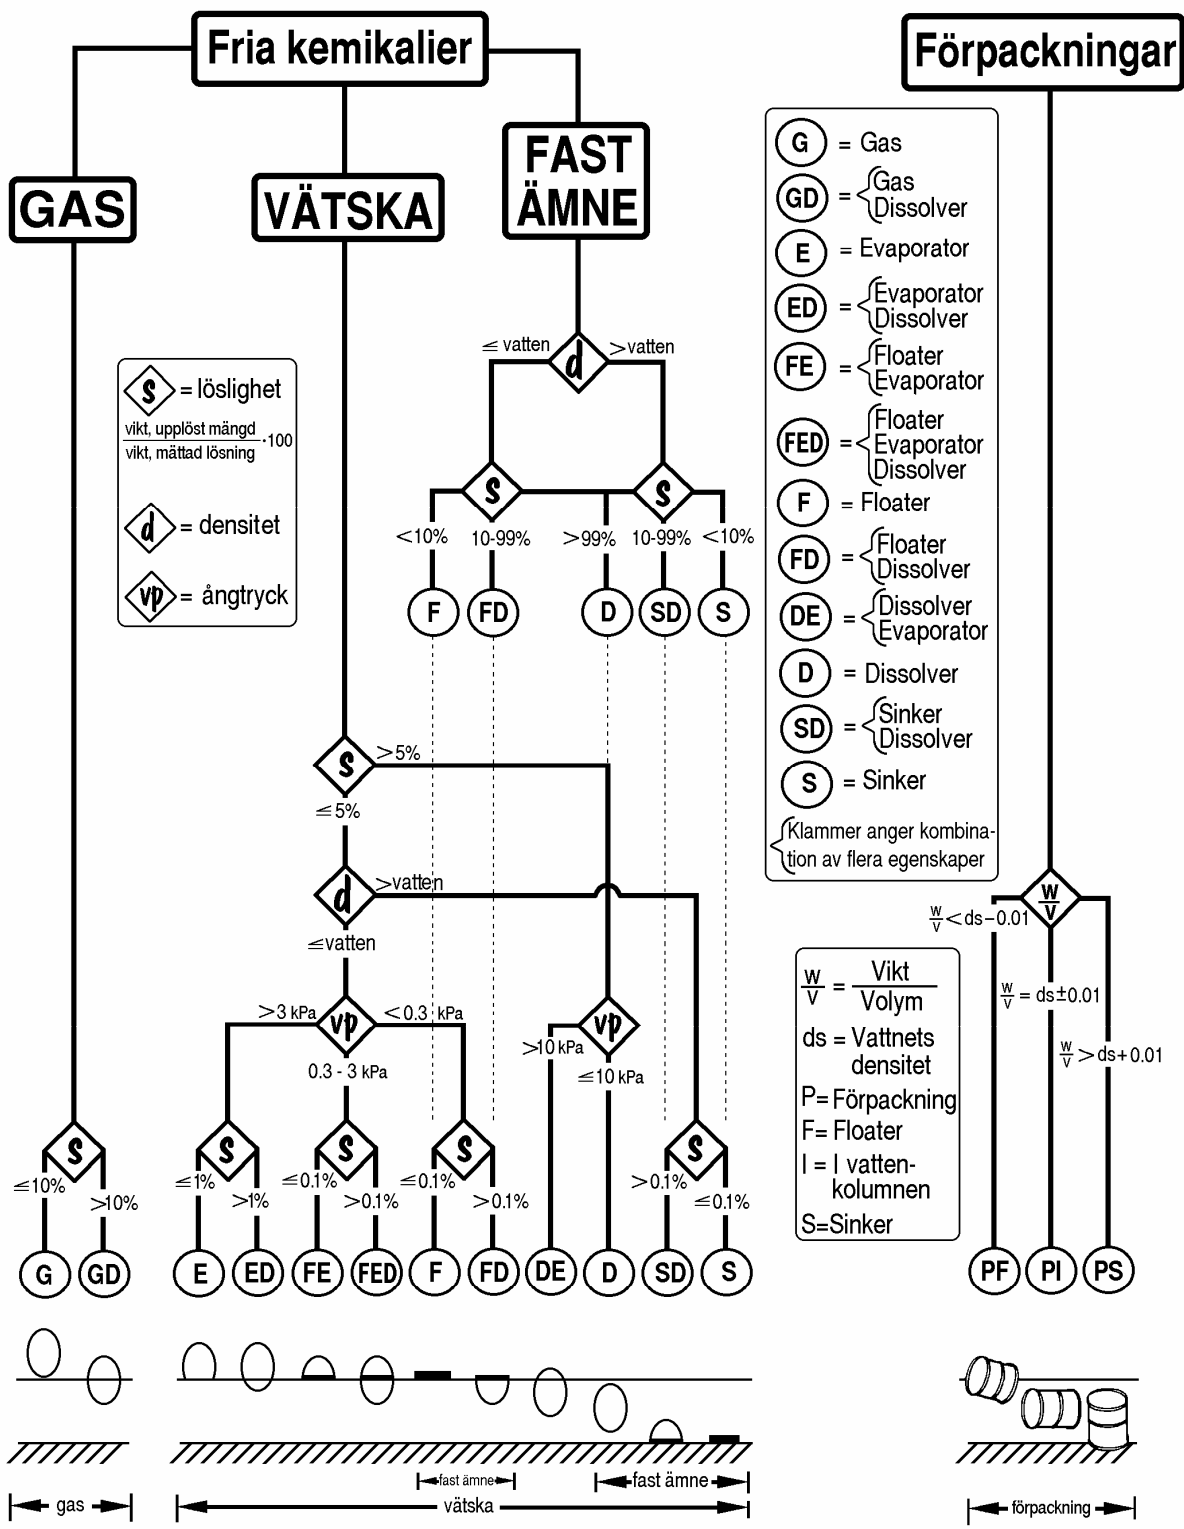 Fria kemikalier
Förpackningar
GAS
VÄTSKA
FAST
ÄMNE
G = Gas
GD = Gas
Dissolver
E = Evaporator
ED = Evaporator
Dissolver
FE = Floater
Evaporator
FED = Floater
Evaporator
Dissolver
F = Floater
FD = Floater
Dissolver
DE = Dissolver
Evaporator
D = Dissolver
SD = Sinker
Dissolver
S = Sinker
Klammer anger kombina-
tion av flera egenskaper
s = löslighet
vikt, upplöst mängd
vikt, mättad lösning
·100
d = densitet
vp = ångtryck
≤ vatten
d
>vatten
s
s
<10%
10-99%
>99%
10-99%
<10%
F
FD
D
SD
S
s
>5%
≤5%
d
>vatten
≤vatten
>3 kPa
vp
<0.3 kPa
0.3 - 3 kPa
vp
>10 kPa
≤10 kPa
s
≤10%
>10%
s
≤1%
>1%
s
≤0.1%
>0.1%
s
≤0.1%
>0.1%
s
>0.1%
≤0.1%
G
GD
E
ED
FE
FED
F
FD
DE
D
SD
S
w/v
w/v < ds-0.01
w/v = ds±0.01
w/v > ds+0.01
w/v = Vikt
Volym
ds = Vattnets
densitet
P= Förpackning
F= Floater
I = I vatten-
kolumnen
S=Sinker
PF
PI
PS
fast ämne
fast ämne
gas
vätska
förpackning